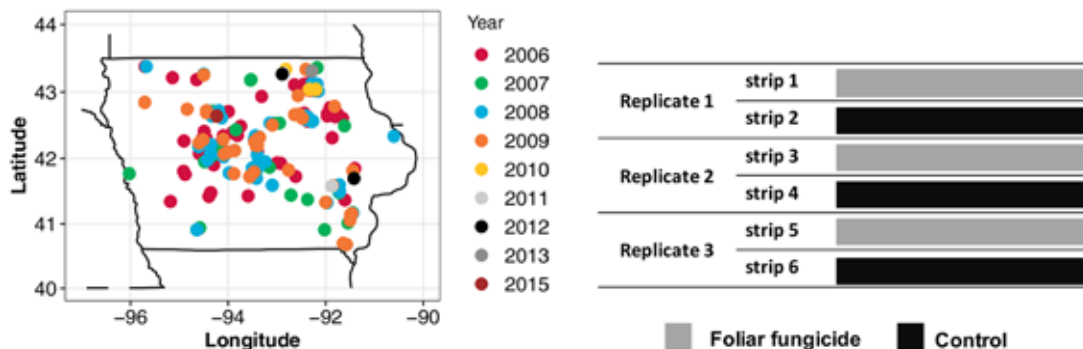 44
43
42
41
40
Latitude
−96
−94
−92
−90
Longitude
Year
2006
2007
2008
2009
2010
2011
2012
2013
2015
Replicate 1
strip 1
strip 2
Replicate 2
strip 3
strip 4
Replicate 3
strip 5
strip 6
Foliar fungicide
Control